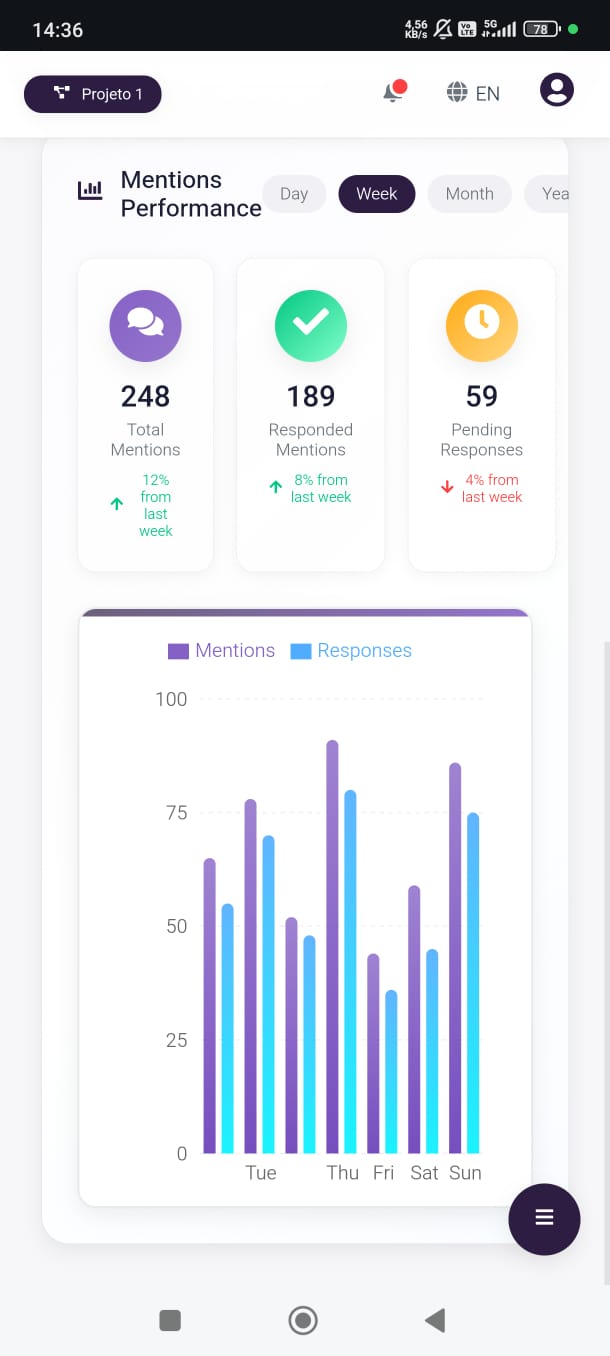 14:36
4,56 KB/s
Vo LTE
5G
78
Projeto 1
EN
Mentions
Performance
Day
Week
Month
Yea
248
Total
Mentions
12%
from
last
week
189
Responded
Mentions
8% from
last week
59
Pending
Responses
4% from
last week
Mentions
Responses
100
75
50
25
0
Tue
Thu
Fri
Sat
Sun